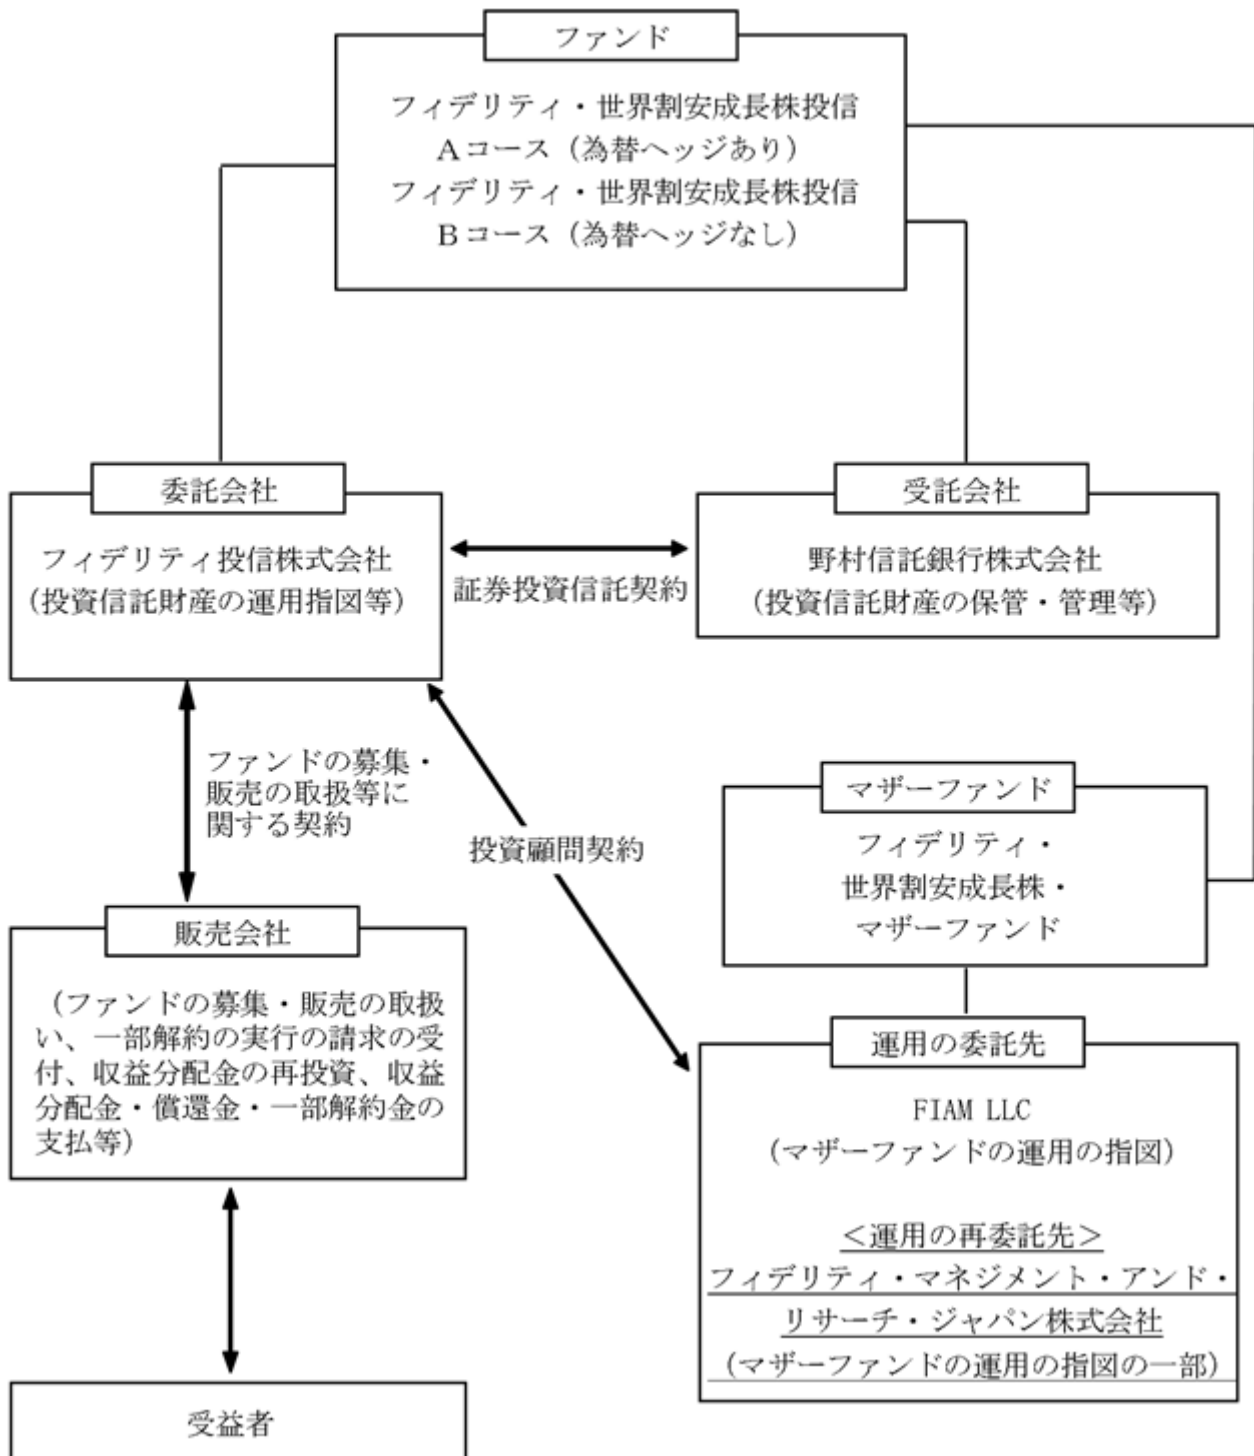 ファンド
フィデリティ・世界割安成長株投信
Aコース（為替ヘッジあり）
フィデリティ・世界割安成長株投信
Bコース（為替ヘッジなし）
委託会社
フィデリティ投信株式会社
（投資信託財産の運用指図等）
証券投資信託契約
受託会社
野村信託銀行株式会社
（投資信託財産の保管・管理等）
ファンドの募集・
販売の取扱等に
関する契約
投資顧問契約
マザーファンド
フィデリティ・
世界割安成長株・
マザーファンド
販売会社
（ファンドの募集・販売の取扱
い、一部解約の実行の請求の受
付、収益分配金の再投資、収益
分配金・償還金・一部解約金の
支払等）
運用の委託先
FIAM LLC
（マザーファンドの運用の指図）
＜運用の再委託先＞
フィデリティ・マネジメント・アンド・
リサーチ・ジャパン株式会社
（マザーファンドの運用の指図の一部）
受益者